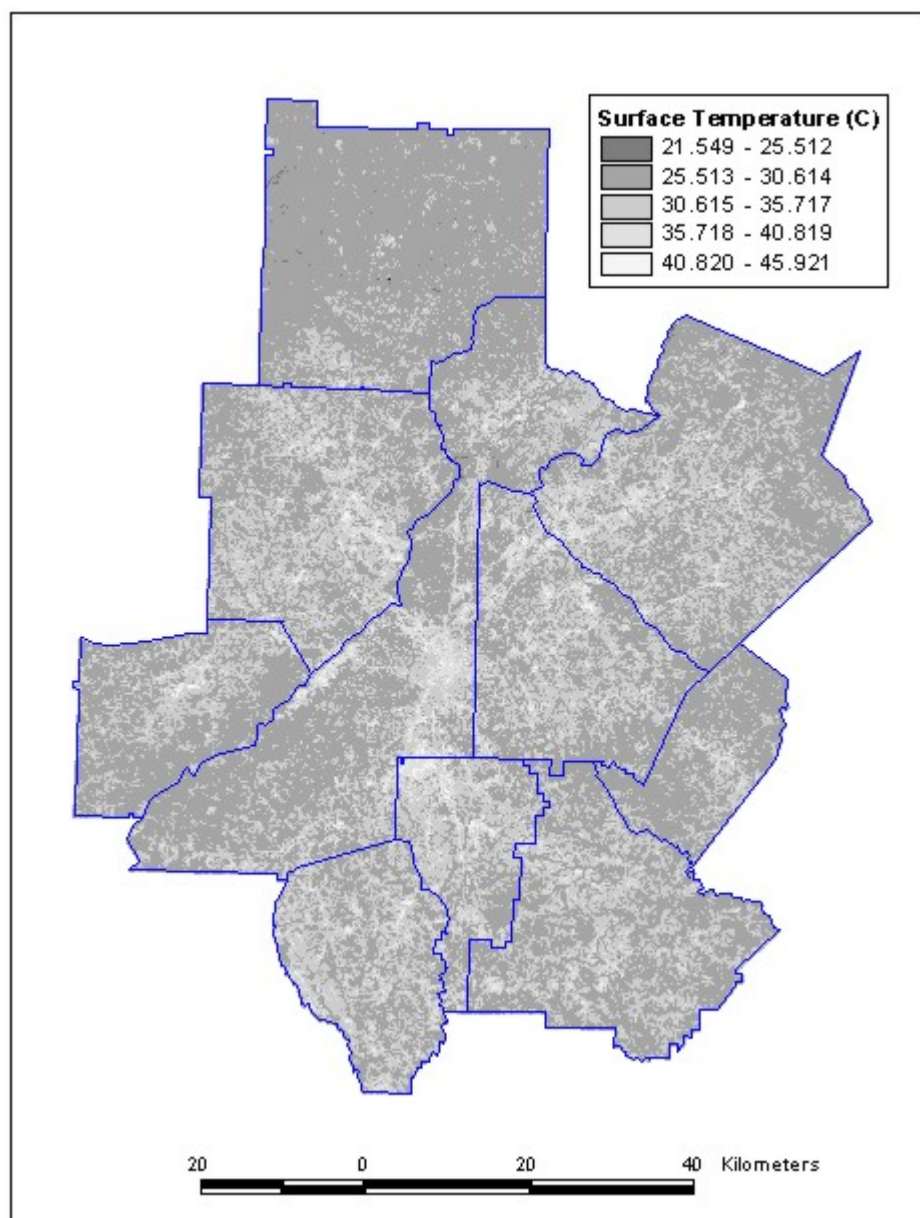 Surface Temperature (C)
21.549 - 25.512
25.513 - 30.614
30.615 - 35.717
35.718 - 40.819
40.820 - 45.921
20 0 20 40 Kilometers